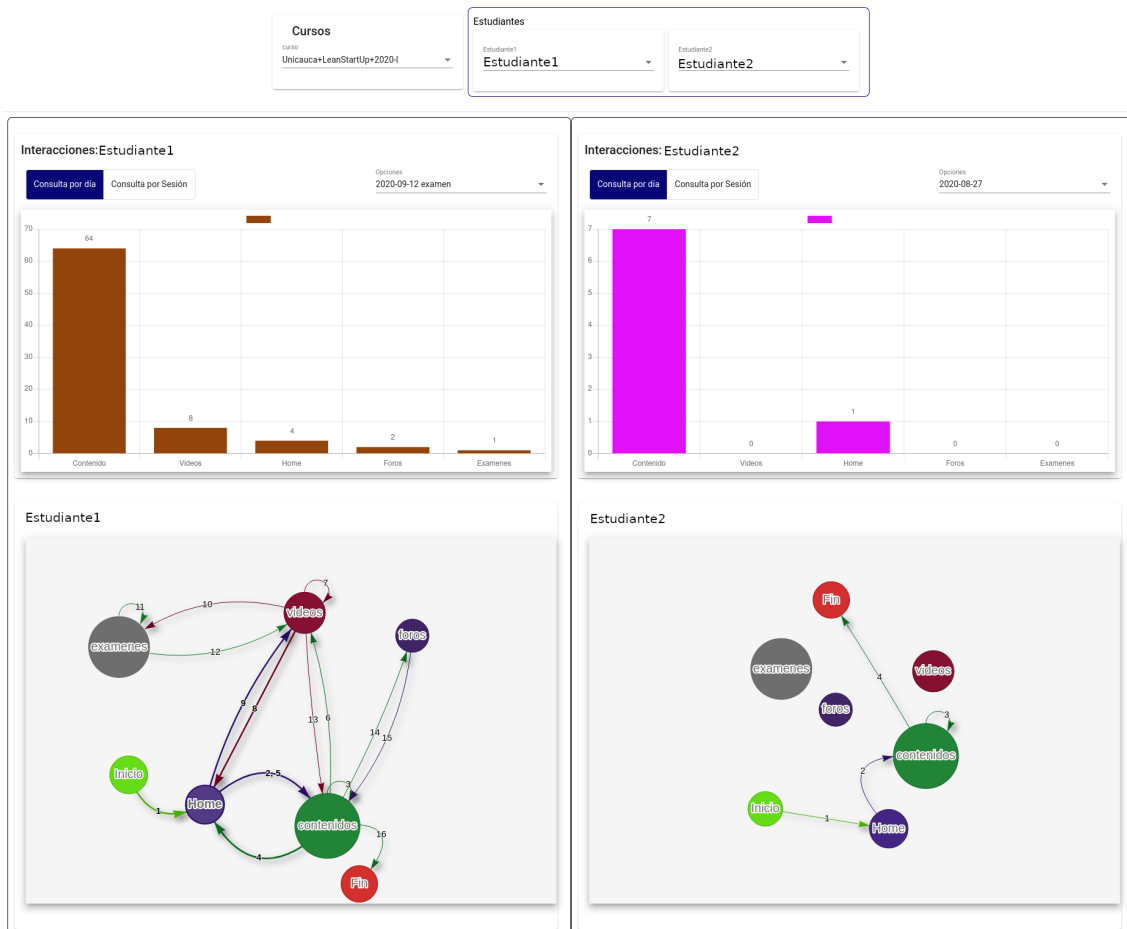 Cursos
curso
Unicauca+LeanStartUp+2020-I
Estudiantes
Estudiante1
Estudiante1
Estudiante2
Estudiante2
Interacciones:Estudiante1
Consulta por día Consulta por Sesión
Opciones
2020-09-12 examen
70
60
50
40
30
20
10
0
64
8
4
2
1
Contenido Videos Home Foros Examenes
Interacciones: Estudiante2
Consulta por día Consulta por Sesión
Opciones
2020-08-27
7
6
5
4
3
2
1
0
7
0
1
0
0
Contenido Videos Home Foros Examenes
Estudiante1
7
videos
11
10
examenes
12
foros
9
8
13
6
14
15
Inicio
2, 5
3
Home
1
contenidos
16
4
Fin
Estudiante2
Fin
examenes
videos
4
foros
3
contenidos
2
Inicio
1
Home